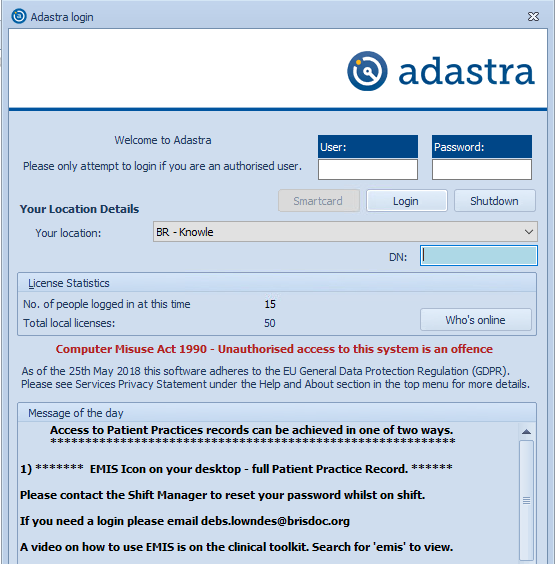 Adastra login
adastra
Welcome to Adastra
User:
Password:
Please only attempt to login if you are an authorised user.
Smartcard
Login
Shutdown
Your Location Details
Your location:
BR - Knowle
DN:
License Statistics
No. of people logged in at this time
15
Total local licenses:
50
Who's online
Computer Misuse Act 1990 - Unauthorised access to this system is an offence
As of the 25th May 2018 this software adheres to the EU General Data Protection Regulation (GDPR).
Please see Services Privacy Statement under the Help and About section in the top menu for more details.
Message of the day
Access to Patient Practices records can be achieved in one of two ways.
**********************************************************
1) ******* EMIS Icon on your desktop - full Patient Practice Record. ******
Please contact the Shift Manager to reset your password whilst on shift.
If you need a login please email debs.lowndes@brisdoc.org
A video on how to use EMIS is on the clinical toolkit. Search for 'emis' to view.